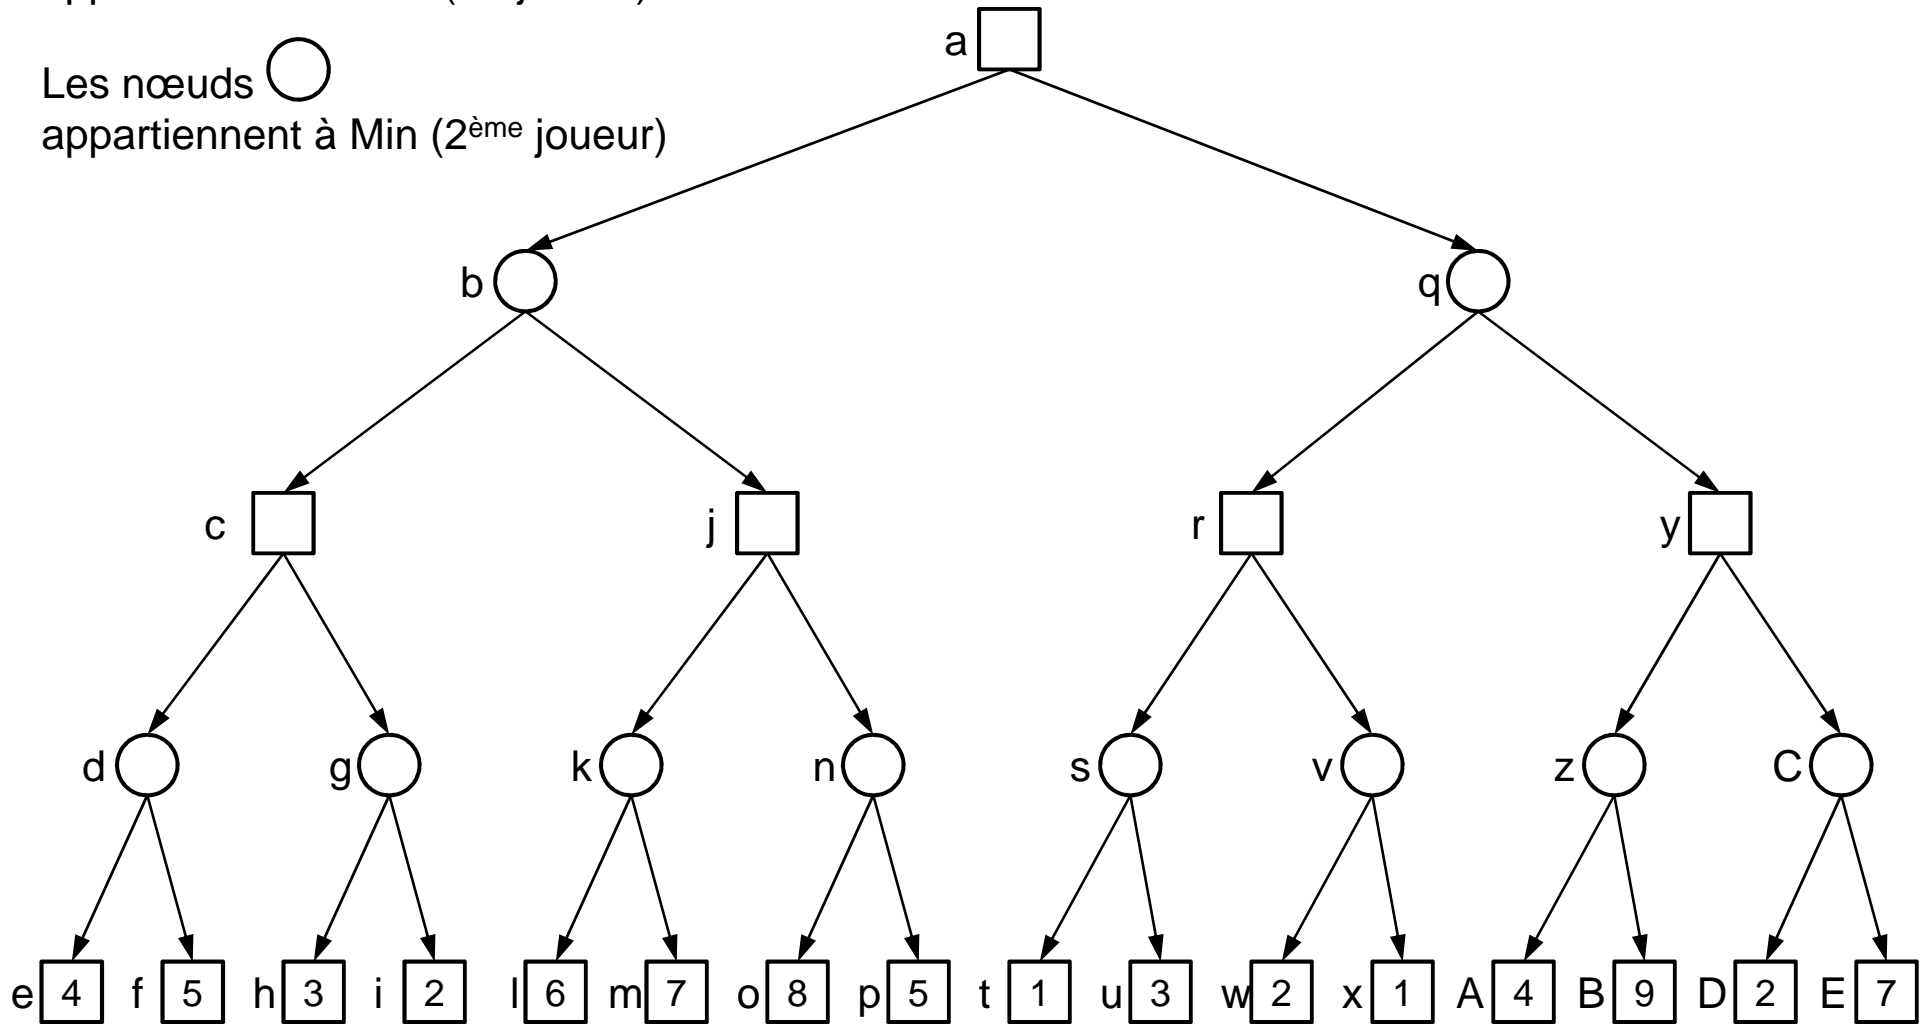 a
Les nœuds
appartiennent à Min (2ème joueur)
b q
c j r y
d g k n s v z C
e 4 f 5 h 3 i 2 l 6 m 7 o 8 p 5 t 1 u 3 w 2 x 1 A 4 B 9 D 2 E 7